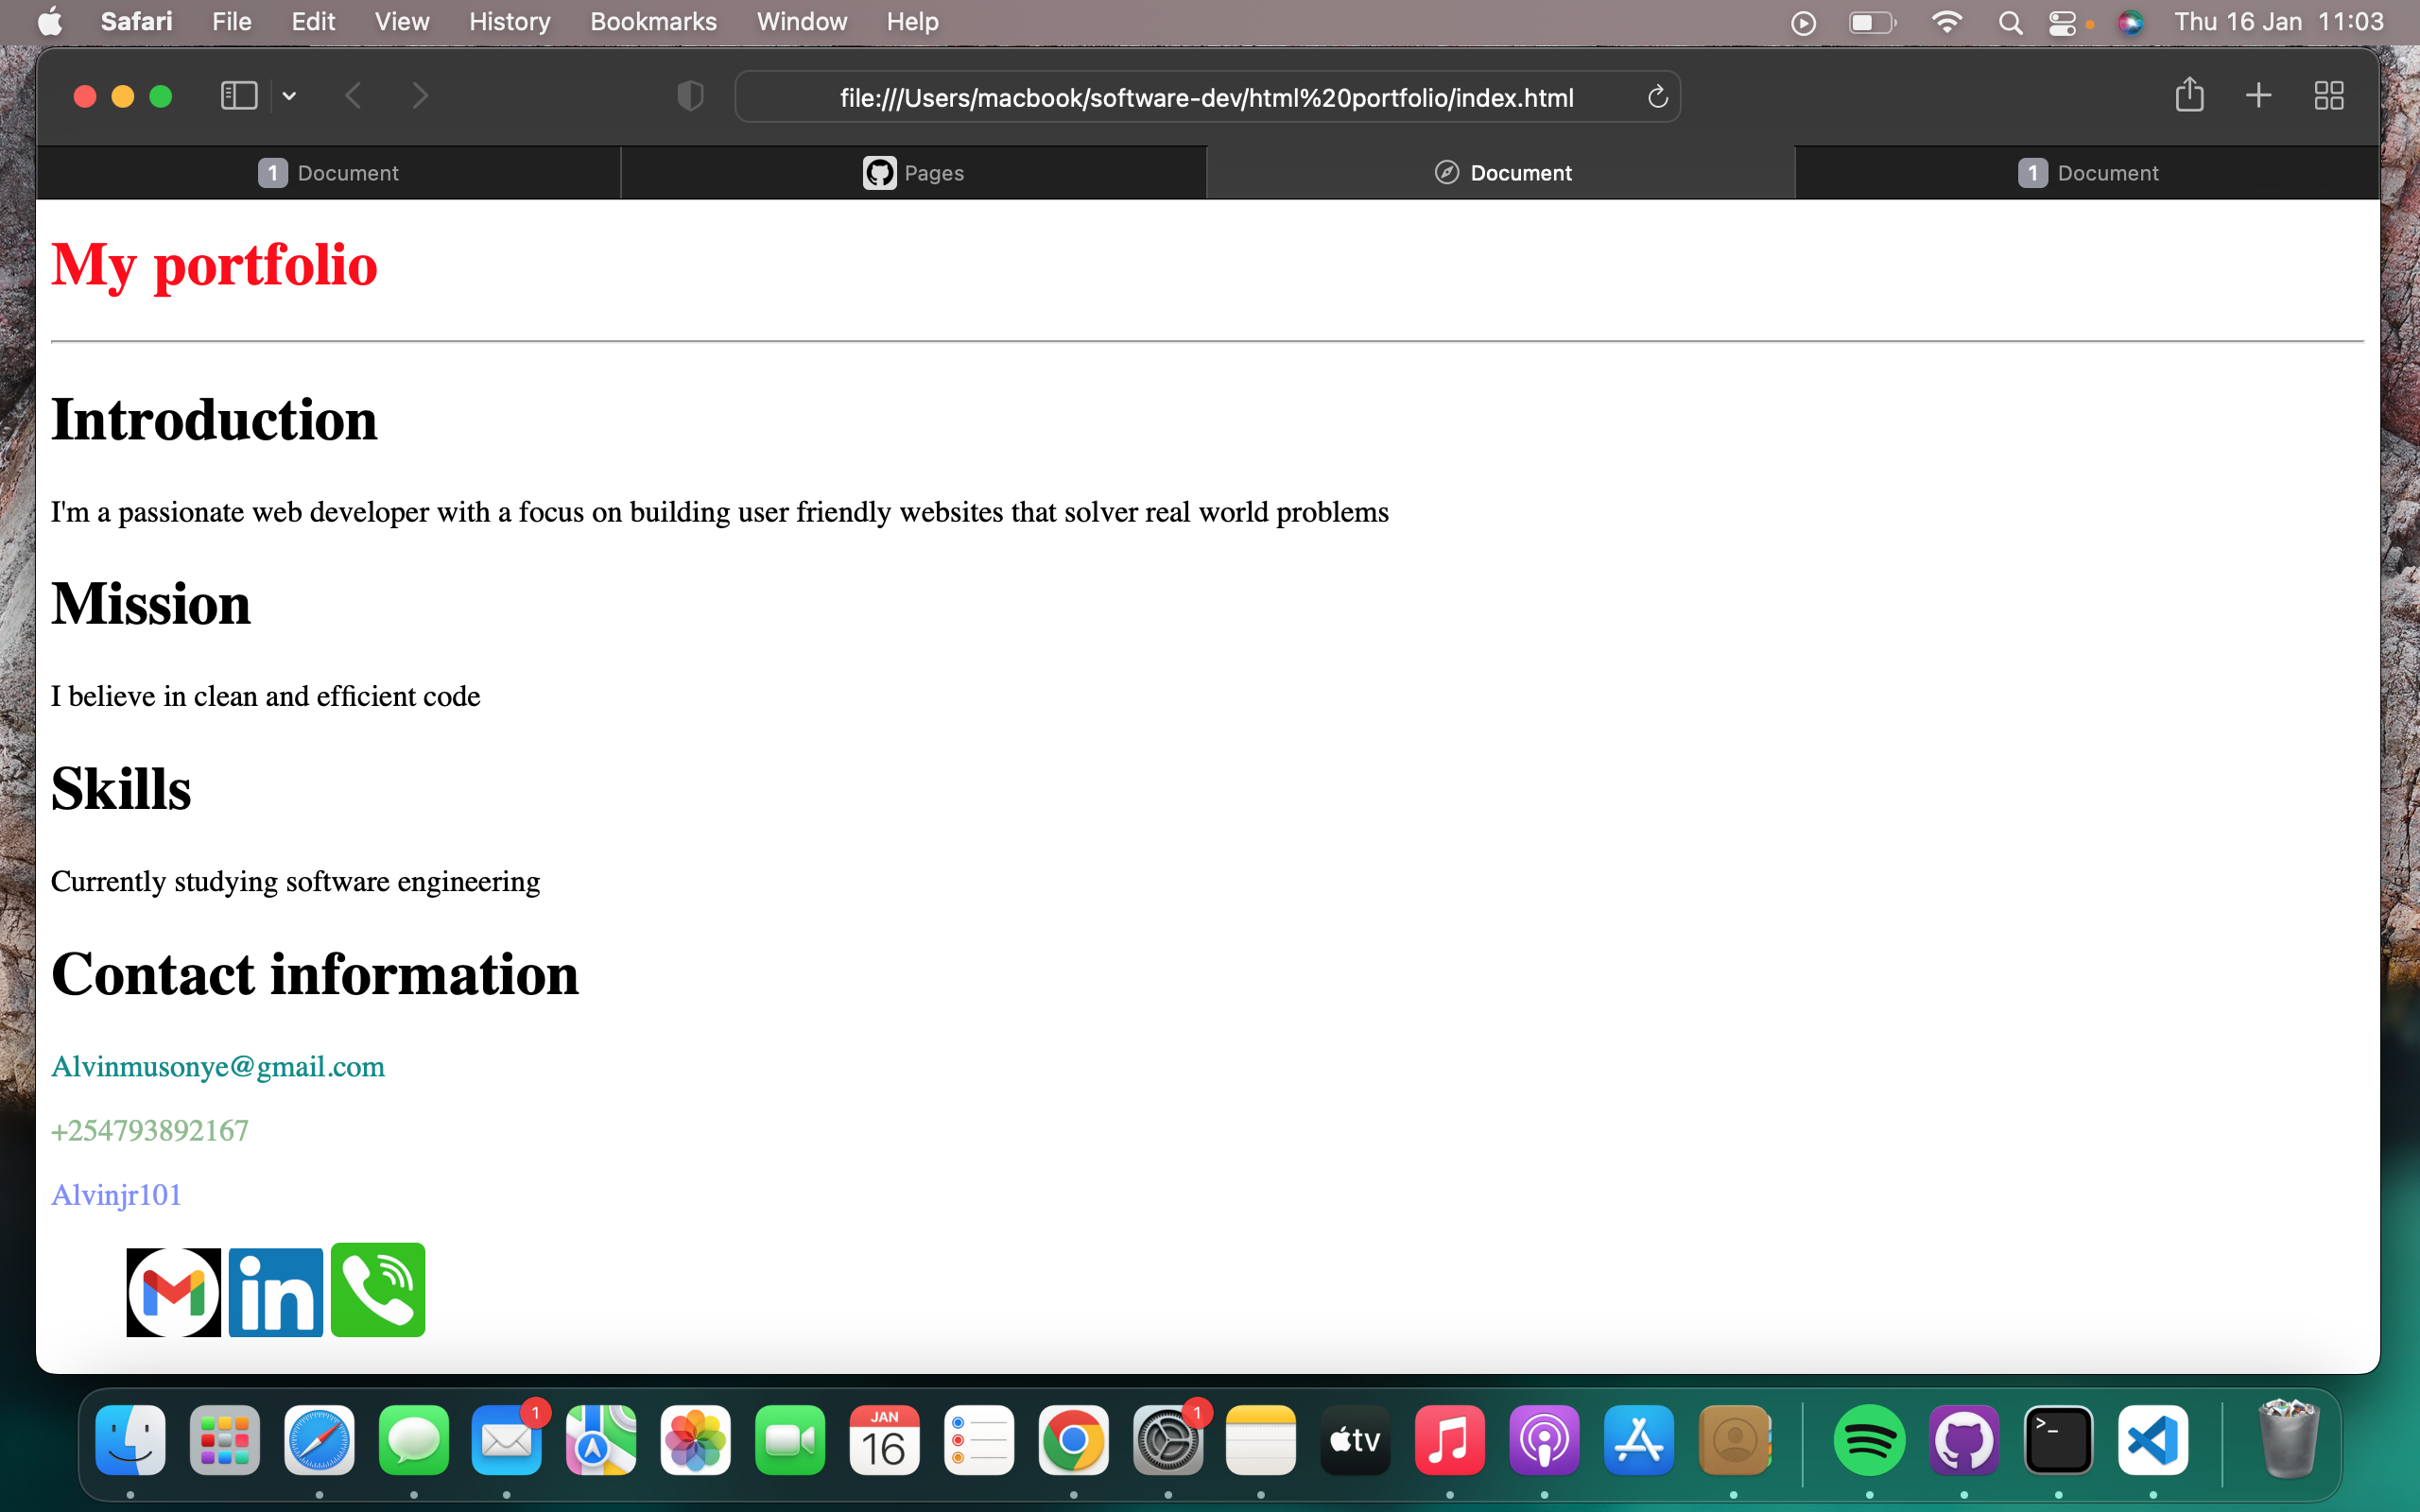 Safari File Edit View History Bookmarks Window Help Thu 16 Jan 11:03
file:///Users/macbook/software-dev/html%20portfolio/index.html
1 Document Pages Document 1 Document
My portfolio
Introduction
I'm a passionate web developer with a focus on building user friendly websites that solver real world problems
Mission
I believe in clean and efficient code
Skills
Currently studying software engineering
Contact information
Alvinmusonye@gmail.com
+254793892167
Alvinjr101
in
1 JAN 16 1 tv >_